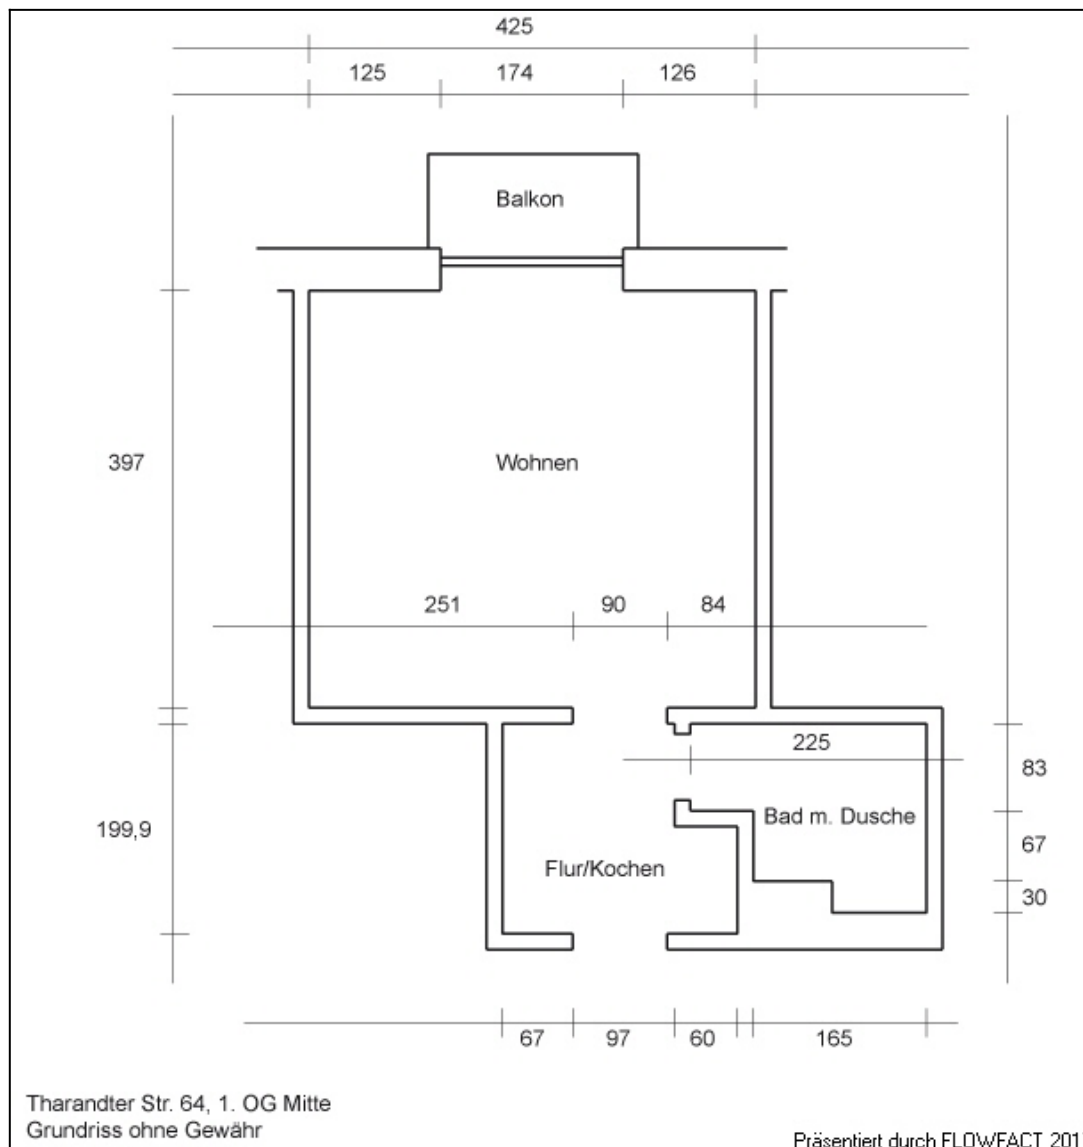 425
125 174 126
Balkon
397
Wohnen
251 90 84
225
83
199,9
Bad m. Dusche
67
Flur/Kochen
30
67 97 60 165
Tharandter Str. 64, 1. OG Mitte
Grundriss ohne Gewähr
Präsentiert durch FLOWFACT 201